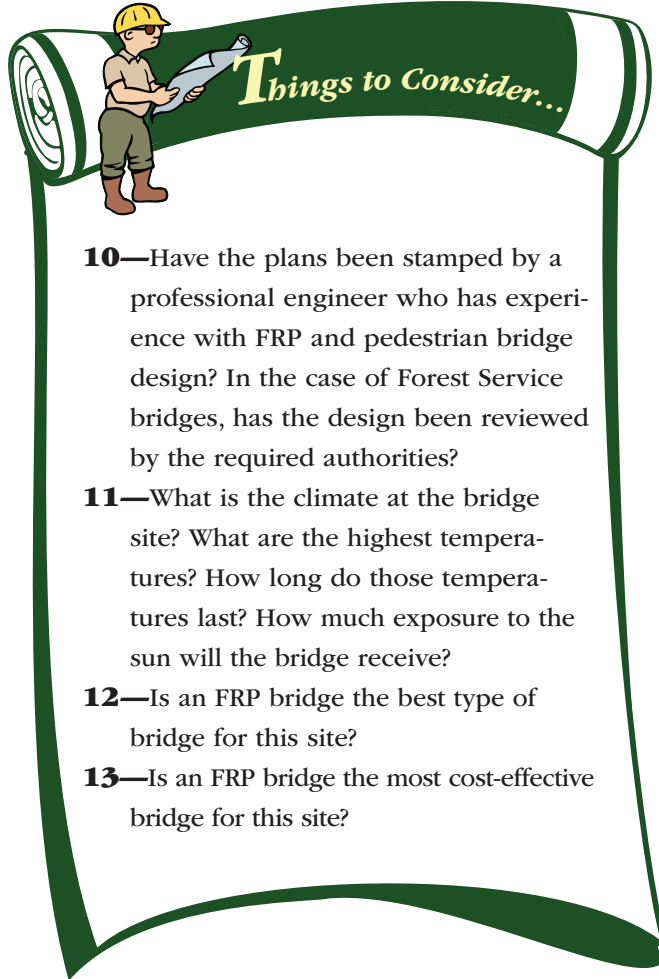 Things to Consider...
10—Have the plans been stamped by a
professional engineer who has experi-
ence with FRP and pedestrian bridge
design? In the case of Forest Service
bridges, has the design been reviewed
by the required authorities?
11—What is the climate at the bridge
site? What are the highest tempera-
tures? How long do those tempera-
tures last? How much exposure to the
sun will the bridge receive?
12—Is an FRP bridge the best type of
bridge for this site?
13—Is an FRP bridge the most cost-effective
bridge for this site?